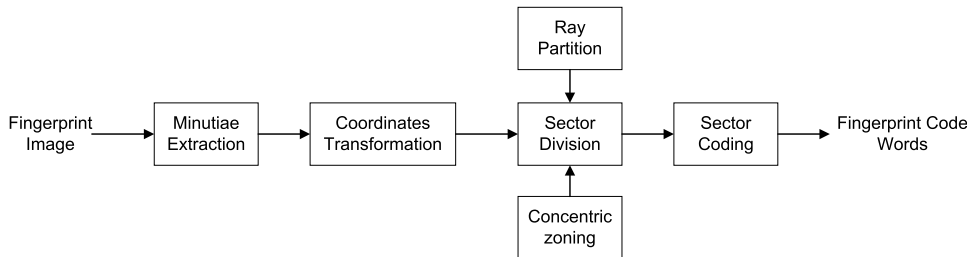 Ray
Partition
Fingerprint
Image
Minutiae
Extraction
Coordinates
Transformation
Sector
Division
Sector
Coding
Fingerprint Code
Words
Concentric
zoning